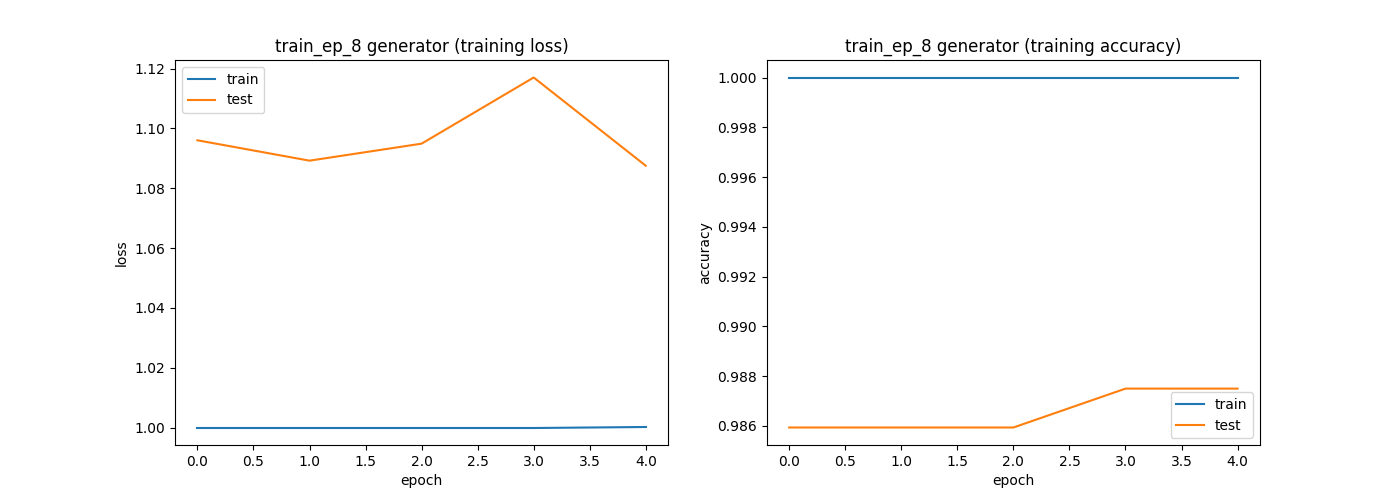 train_ep_8 generator (training loss)
1.12
1.10
1.08
1.06
1.04
1.02
1.00
loss
train
test
0.0 0.5 1.0 1.5 2.0 2.5 3.0 3.5 4.0
epoch
train_ep_8 generator (training accuracy)
1.000
0.998
0.996
0.994
0.992
0.990
0.988
0.986
accuracy
train
test
0.0 0.5 1.0 1.5 2.0 2.5 3.0 3.5 4.0
epoch